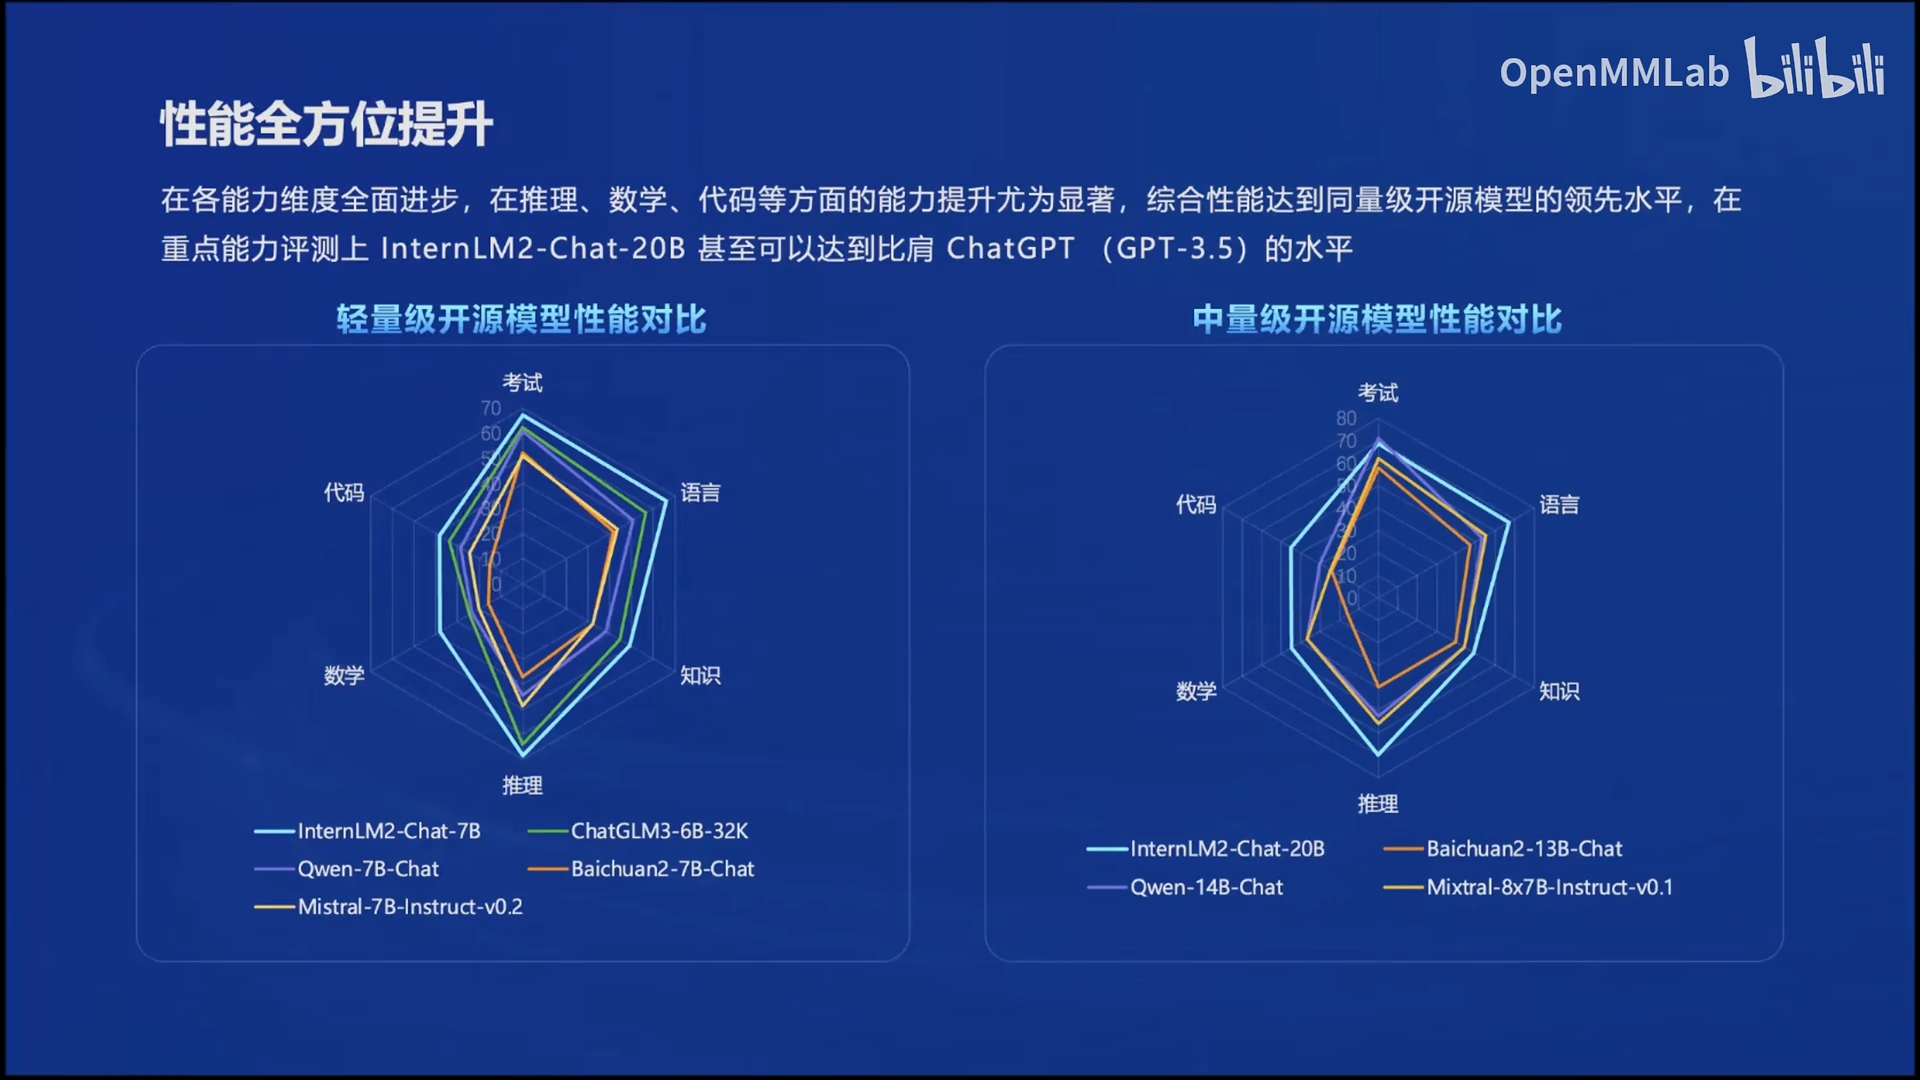 OpenMMLab bilibili
性能全方位提升
在各能力维度全面进步，在推理、数学、代码等方面的能力提升尤为显著，综合性能达到同量级开源模型的领先水平，在
重点能力评测上 InternLM2-Chat-20B 甚至可以达到比肩 ChatGPT （GPT-3.5）的水平
轻量级开源模型性能对比
考试
70
60
50
40
30
20
10
0
代码
语言
数学
知识
推理
InternLM2-Chat-7B
ChatGLM3-6B-32K
Qwen-7B-Chat
Baichuan2-7B-Chat
Mistral-7B-Instruct-v0.2
中量级开源模型性能对比
考试
80
70
60
50
40
30
20
10
0
代码
语言
数学
知识
推理
InternLM2-Chat-20B
Baichuan2-13B-Chat
Qwen-14B-Chat
Mixtral-8x7B-Instruct-v0.1